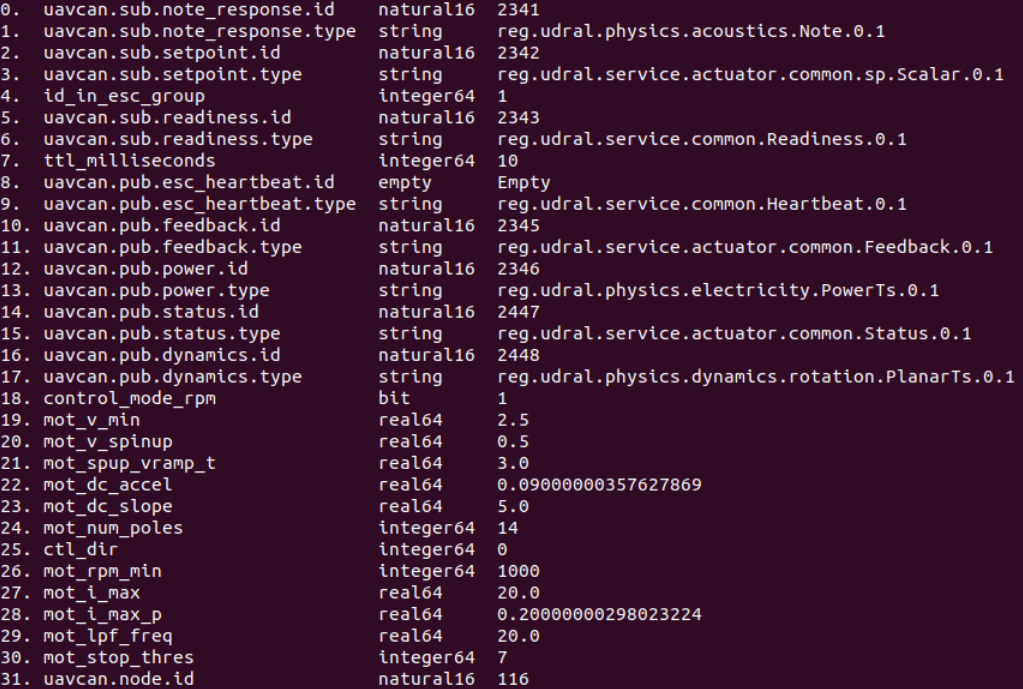 0. uavcan.sub.note_response.id natural16 2341
1. uavcan.sub.note_response.type string reg.udral.physics.acoustics.Note.0.1
2. uavcan.sub.setpoint.id natural16 2342
3. uavcan.sub.setpoint.type string reg.udral.service.actuator.common.sp.Scalar.0.1
4. id_in_esc_group integer64 1
5. uavcan.sub.readiness.id natural16 2343
6. uavcan.sub.readiness.type string reg.udral.service.common.Readiness.0.1
7. ttl_milliseconds integer64 10
8. uavcan.pub.esc_heartbeat.id empty Empty
9. uavcan.pub.esc_heartbeat.type string reg.udral.service.common.Heartbeat.0.1
10. uavcan.pub.feedback.id natural16 2345
11. uavcan.pub.feedback.type string reg.udral.service.actuator.common.Feedback.0.1
12. uavcan.pub.power.id natural16 2346
13. uavcan.pub.power.type string reg.udral.physics.electricity.PowerTs.0.1
14. uavcan.pub.status.id natural16 2447
15. uavcan.pub.status.type string reg.udral.service.actuator.common.Status.0.1
16. uavcan.pub.dynamics.id natural16 2448
17. uavcan.pub.dynamics.type string reg.udral.physics.dynamics.rotation.PlanarTs.0.1
18. control_mode_rpm bit 1
19. mot_v_min real64 2.5
20. mot_v_spinup real64 0.5
21. mot_spup_vramp_t real64 3.0
22. mot_dc_accel real64 0.09000000357627869
23. mot_dc_slope real64 5.0
24. mot_num_poles integer64 14
25. ctl_dir integer64 0
26. mot_rpm_min integer64 1000
27. mot_i_max real64 20.0
28. mot_i_max_p real64 0.20000000298023224
29. mot_lpf_freq real64 20.0
30. mot_stop_thres integer64 7
31. uavcan.node.id natural16 116